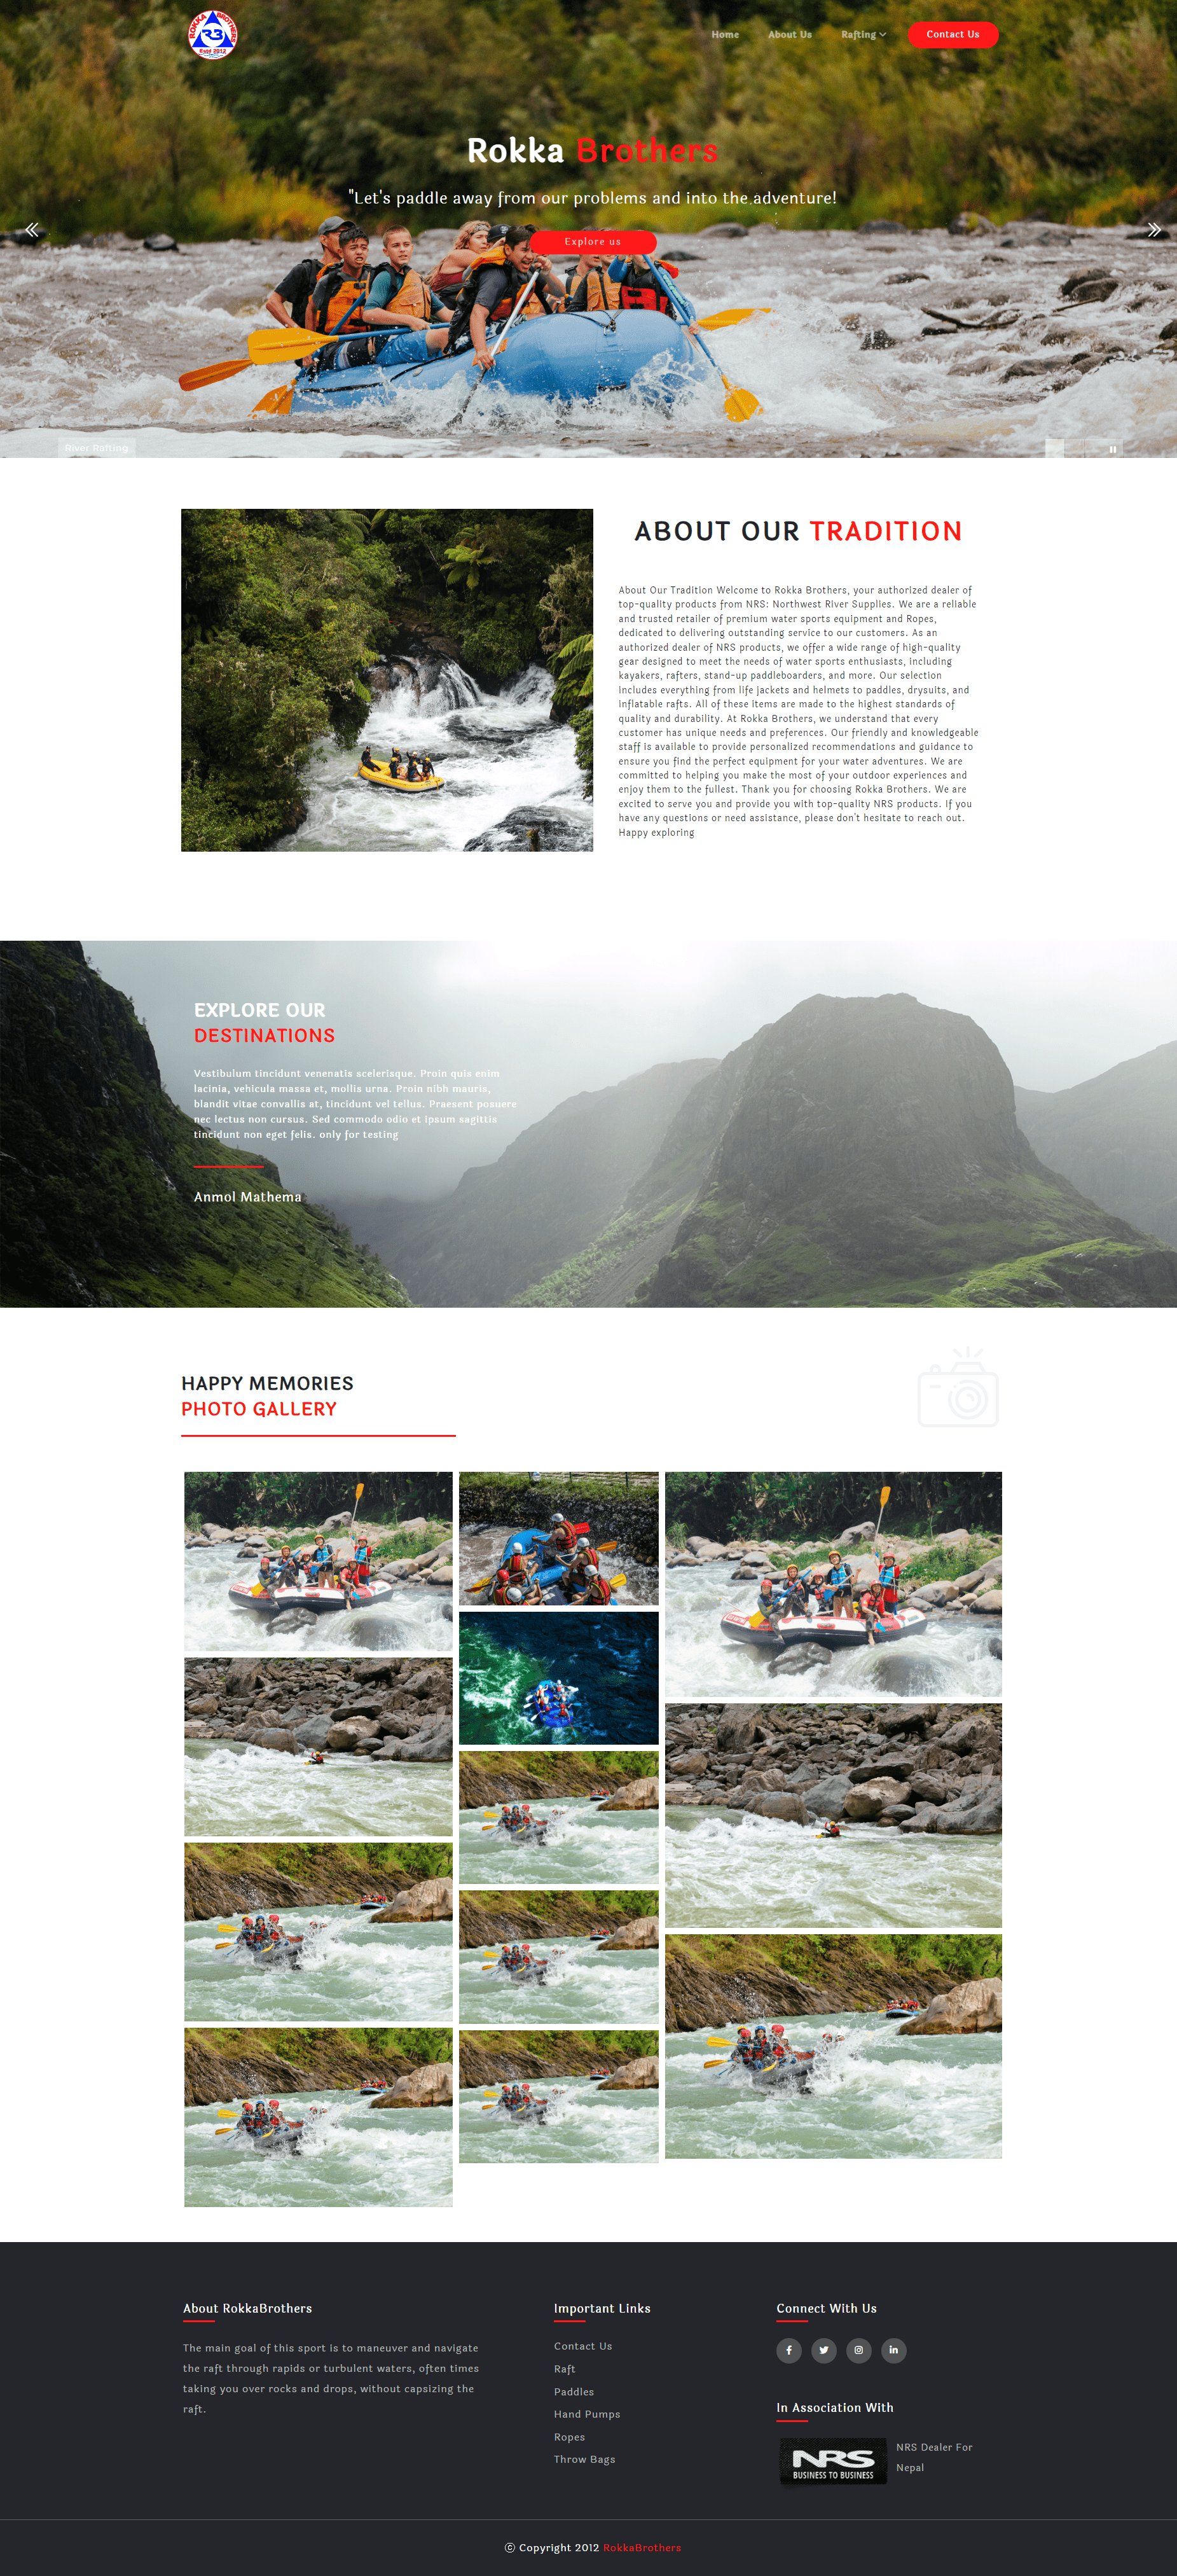 ROKKA BROTHERS
RB
Estd 2012
Home
About Us
Rafting
Contact Us
Rokka Brothers
"Let's paddle away from our problems and into the adventure!
Explore us
River Rafting
ABOUT OUR TRADITION
About Our Tradition Welcome to Rokka Brothers, your authorized dealer of
top-quality products from NRS: Northwest River Supplies. We are a reliable
and trusted retailer of premium water sports equipment and Ropes,
dedicated to delivering outstanding service to our customers. As an
authorized dealer of NRS products, we offer a wide range of high-quality
gear designed to meet the needs of water sports enthusiasts, including
kayakers, rafters, stand-up paddleboarders, and more. Our selection
includes everything from life jackets and helmets to paddles, drysuits, and
inflatable rafts. All of these items are made to the highest standards of
quality and durability. At Rokka Brothers, we understand that every
customer has unique needs and preferences. Our friendly and knowledgeable
staff is available to provide personalized recommendations and guidance to
ensure you find the perfect equipment for your water adventures. We are
committed to helping you make the most of your outdoor experiences and
enjoy them to the fullest. Thank you for choosing Rokka Brothers. We are
excited to serve you and provide you with top-quality NRS products. If you
have any questions or need assistance, please don't hesitate to reach out.
Happy exploring
EXPLORE OUR
DESTINATIONS
Vestibulum tincidunt venenatis scelerisque. Proin quis enim
lacinia, vehicula massa et, mollis urna. Proin nibh mauris,
blandit vitae convallis at, tincidunt vel tellus. Praesent posuere
nec lectus non cursus. Sed commodo odio et ipsum sagittis
tincidunt non eget felis. only for testing
Anmol Mathema
HAPPY MEMORIES
PHOTO GALLERY
About RokkaBrothers
The main goal of this sport is to maneuver and navigate
the raft through rapids or turbulent waters, often times
taking you over rocks and drops, without capsizing the
raft.
Important Links
Contact Us
Raft
Paddles
Hand Pumps
Ropes
Throw Bags
Connect With Us
In Association With
NRS
BUSINESS TO BUSINESS
NRS Dealer For
Nepal
© Copyright 2012 RokkaBrothers